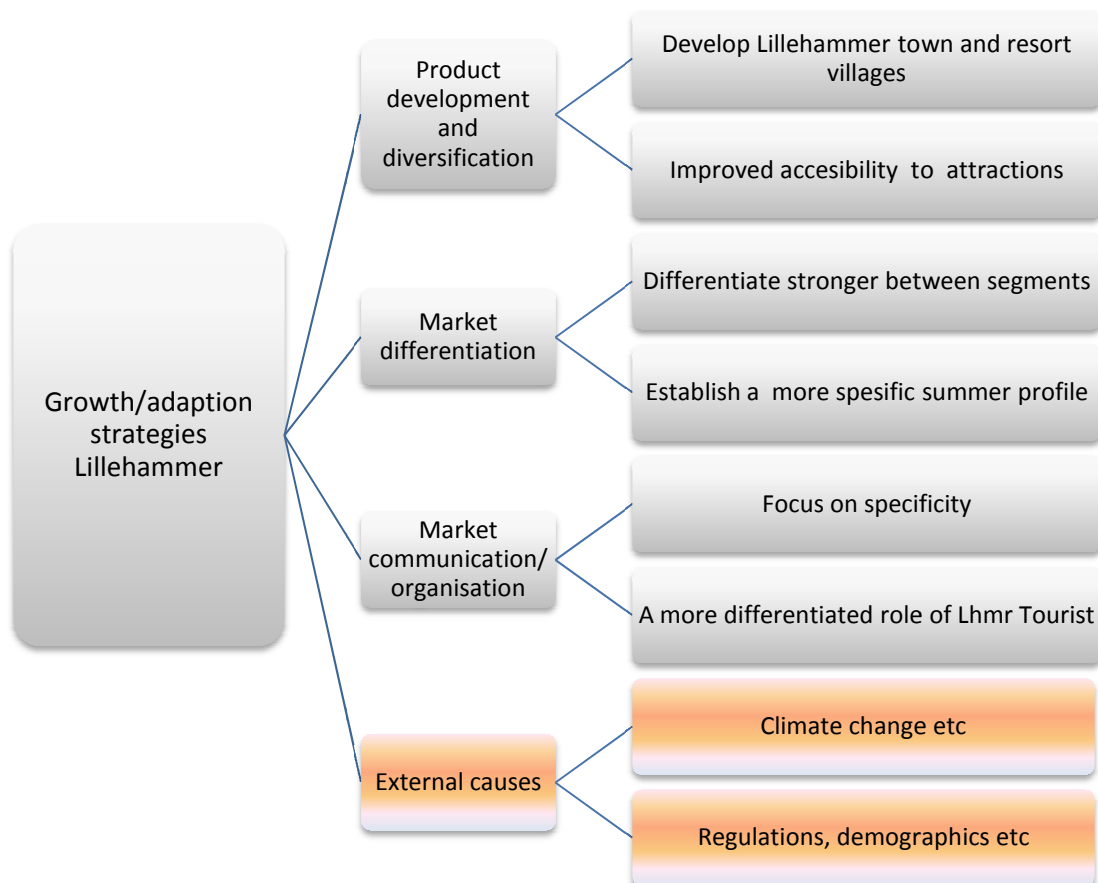 Growth/adaption
strategies
Lillehammer
Product
development
and
diversification
Develop Lillehammer town and resort
villages
Improved accesibility to attractions
Market
differentiation
Differentiate stronger between segments
Establish a more spesific summer profile
Market
communication/
organisation
Focus on specificity
A more differentiated role of Lhmr Tourist
External causes
Climate change etc
Regulations, demographics etc